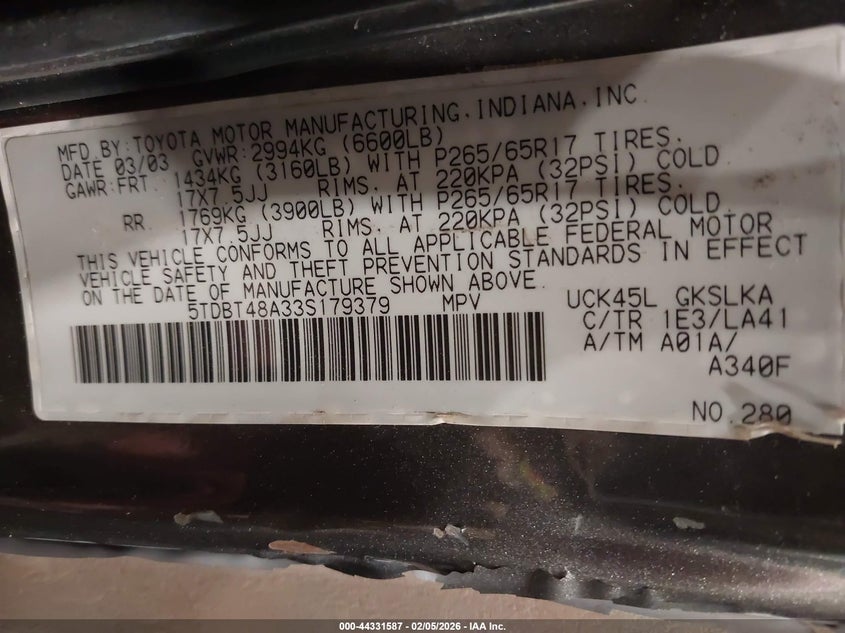 MFD BY: TOYOTA MOTOR MANUFACTURING, INDIANA, INC.
DATE 03/03 GVWR: 2994KG (6600LB)
GAWR: FRT. 1434KG (3160LB) WITH P265/65R17 TIRES.
17X7.5JJ RIMS. AT 220KPA (32PSI) COLD
RR. 1769KG (3900LB) WITH P265/65R17 TIRES.
17X7.5JJ RIMS. AT 220KPA (32PSI) COLD
THIS VEHICLE CONFORMS TO ALL APPLICABLE FEDERAL MOTOR
VEHICLE SAFETY AND THEFT PREVENTION STANDARDS IN EFFECT
ON THE DATE OF MANUFACTURE SHOWN ABOVE.
5TDBT48A33S179379 MPV
UCK45L GKSLKA
C/TR 1E3/LA41
A/TM A01A/
A340F
NO.280
000-44331587 - 02/05/2026 - IAA Inc.